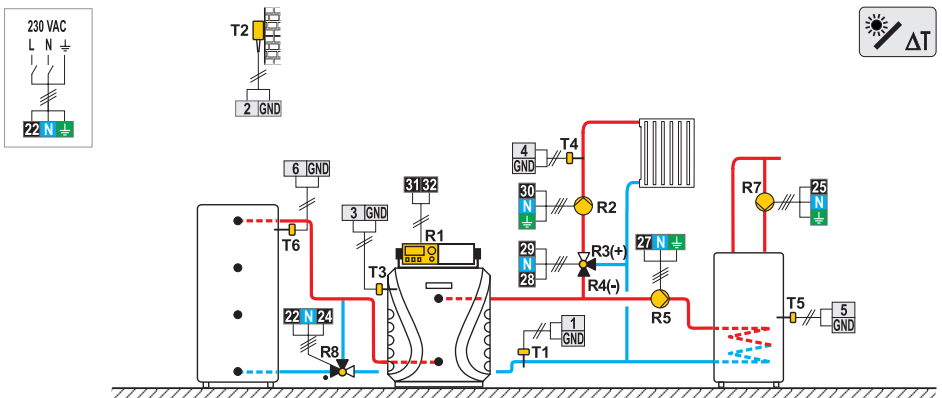 230 VAC
L N
22 N
T2
2 GND
ΔT
6 GND
T6
3 GND
T3
31 32
R1
4
GND
T4
30
N
R2
29
N
28
R3(+)
R4(-)
27 N
R5
R7
25
N
T5
5
GND
1
GND
T1
22 N 24
R8